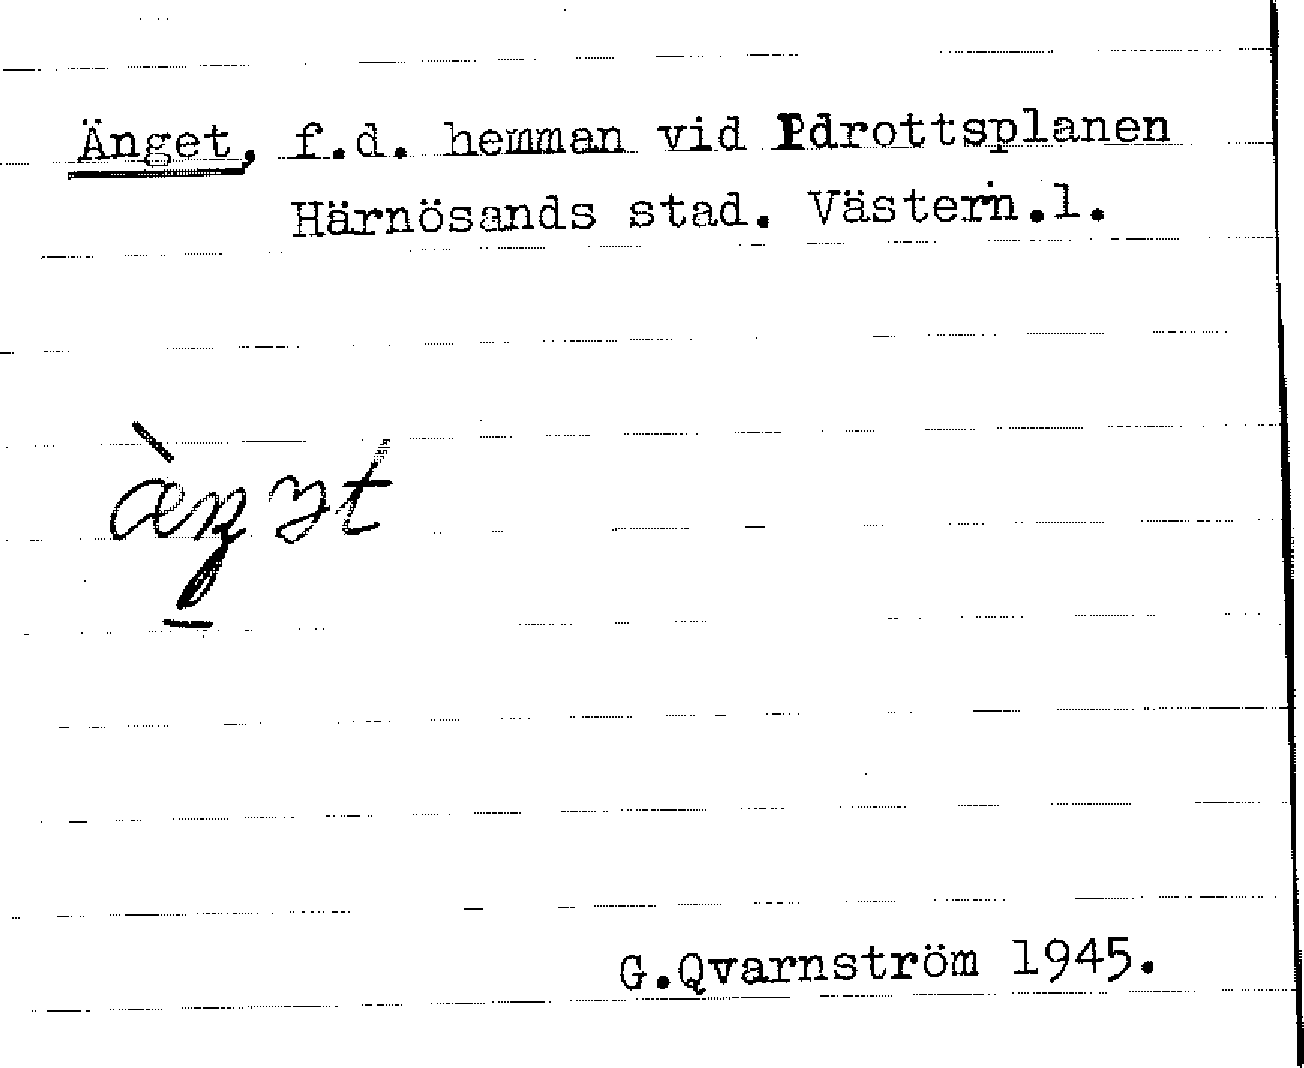 Änget, f.d. hemman vid Idrottsplanen
Härnösands stad. Västern.l.
G.Qvarnström 1945.